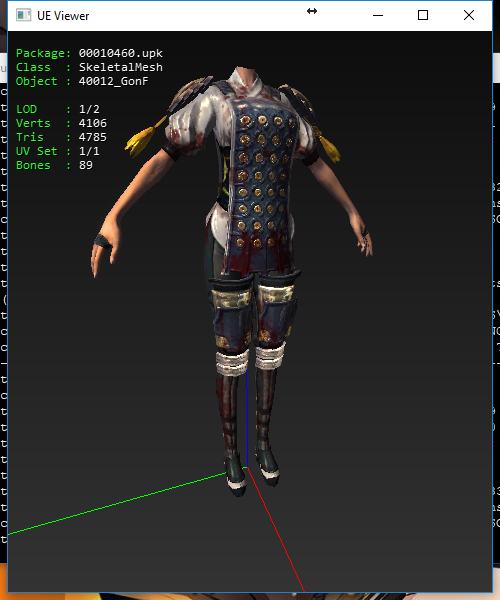 UE Viewer
Package: 00010460.upk
Class : SkeletalMesh
Object : 40012_GonF
LOD : 1/2
Verts : 4106
Tris : 4785
UV Set : 1/1
Bones : 89